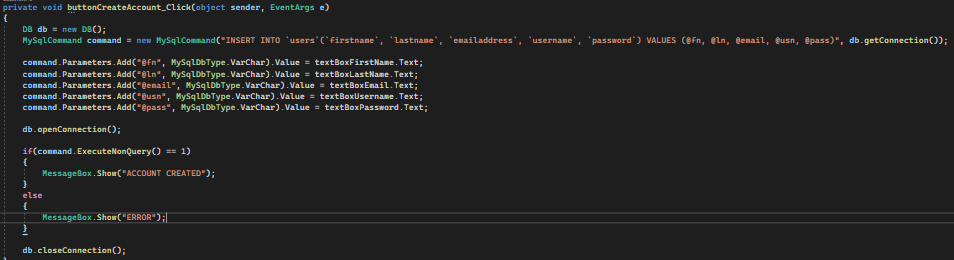 private void buttonCreateAccount_Click(object sender, EventArgs e)
{
DB db = new DB();
MySqlCommand command = new MySqlCommand("INSERT INTO `users`(`firstname`, `lastname`, `emailaddress`, `username`, `password`) VALUES (@fn, @ln, @email, @usn, @pass)", db.getConnection());
command.Parameters.Add("@fn", MySqlDbType.VarChar).Value = textBoxFirstName.Text;
command.Parameters.Add("@ln", MySqlDbType.VarChar).Value = textBoxLastName.Text;
command.Parameters.Add("@email", MySqlDbType.VarChar).Value = textBoxEmail.Text;
command.Parameters.Add("@usn", MySqlDbType.VarChar).Value = textBoxUsername.Text;
command.Parameters.Add("@pass", MySqlDbType.VarChar).Value = textBoxPassword.Text;
db.openConnection();
if(command.ExecuteNonQuery() == 1)
{
MessageBox.Show("ACCOUNT CREATED");
}
else
{
MessageBox.Show("ERROR");
}
db.closeConnection();